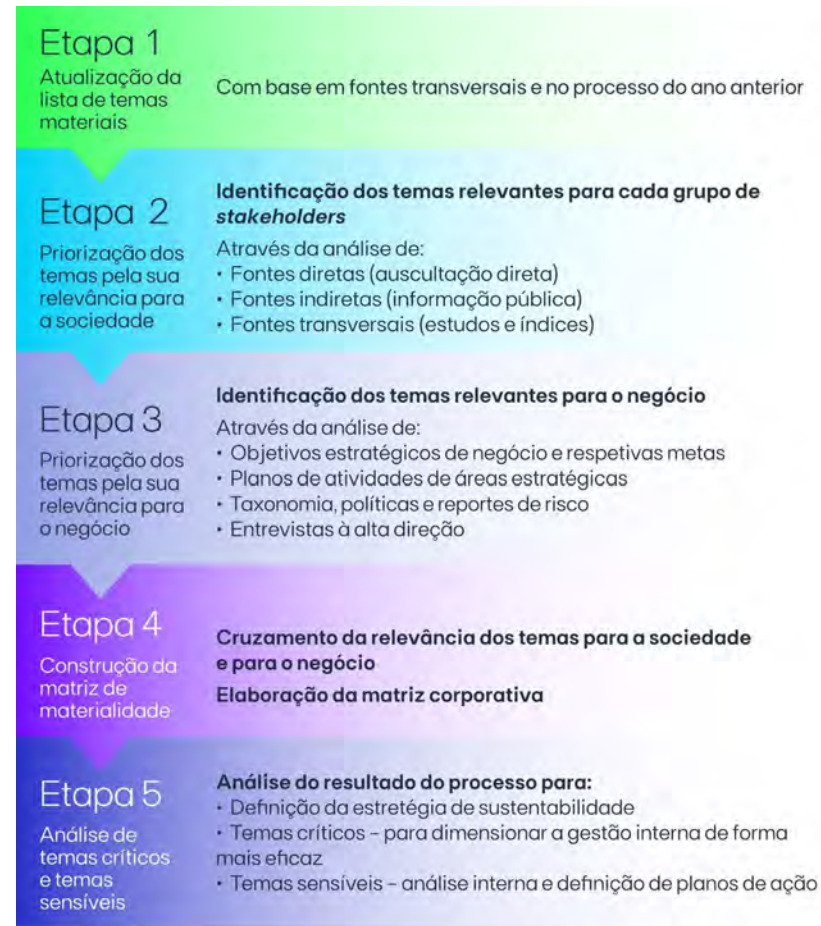 Etapa 1
Atualização da
lista de temas
materiais
Com base em fontes transversais e no processo do ano anterior
Etapa 2
Priorização dos
temas pela sua
relevância para
a sociedade
Identificação dos temas relevantes para cada grupo de
stakeholders
Através da análise de:
• Fontes diretas (auscultação direta)
• Fontes indiretas (informação pública)
• Fontes transversais (estudos e índices)
Etapa 3
Priorização dos
temas pela sua
relevância para
o negócio
Identificação dos temas relevantes para o negócio
Através da análise de:
• Objetivos estratégicos de negócio e respetivas metas
• Planos de atividades de áreas estratégicas
• Taxonomia, políticas e reportes de risco
• Entrevistas à alta direção
Etapa 4
Construção da
matriz de
materialidade
Cruzamento da relevância dos temas para a sociedade
e para o negócio
Elaboração da matriz corporativa
Etapa 5
Análise de
temas críticos
e temas
sensíveis
Análise do resultado do processo para:
• Definição da estretégia de sustentabilidade
• Temas críticos – para dimensionar a gestão interna de forma
mais eficaz
• Temas sensíveis – análise interna e definição de planos de ação